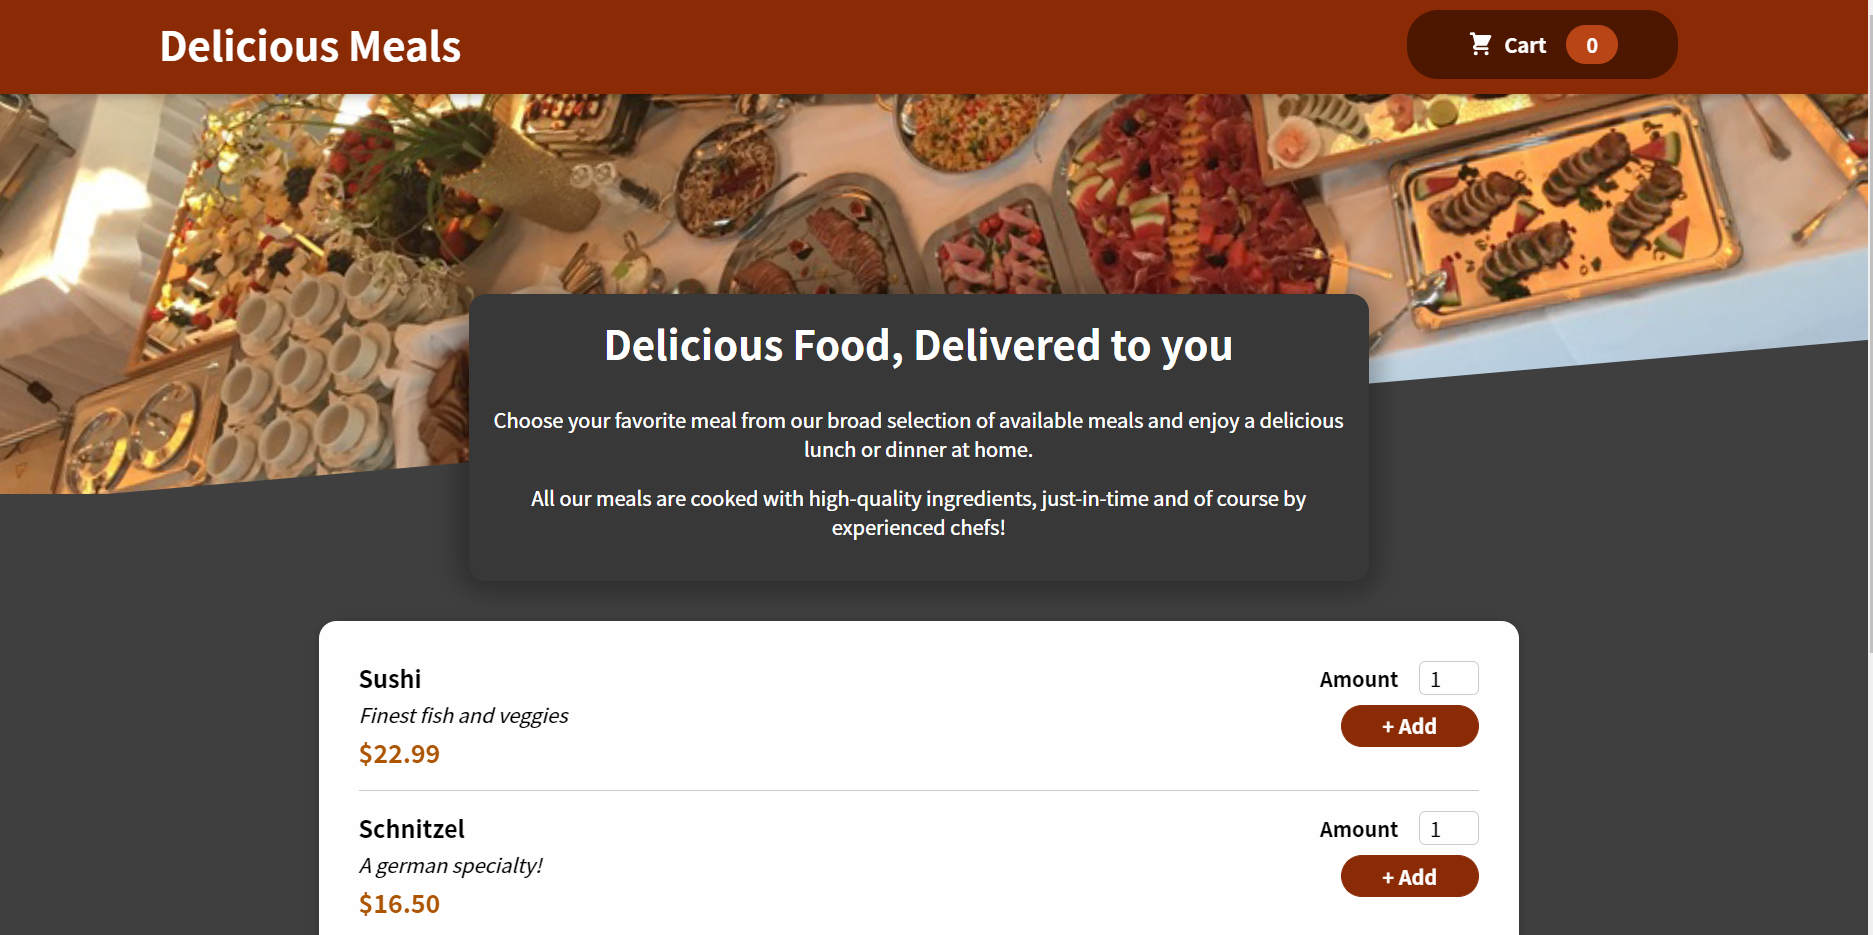 Delicious Meals
Cart 0
Delicious Food, Delivered to you
Choose your favorite meal from our broad selection of available meals and enjoy a delicious
lunch or dinner at home.
All our meals are cooked with high-quality ingredients, just-in-time and of course by
experienced chefs!
Sushi
Finest fish and veggies
$22.99
Amount 1
+ Add
Schnitzel
A german specialty!
$16.50
Amount 1
+ Add